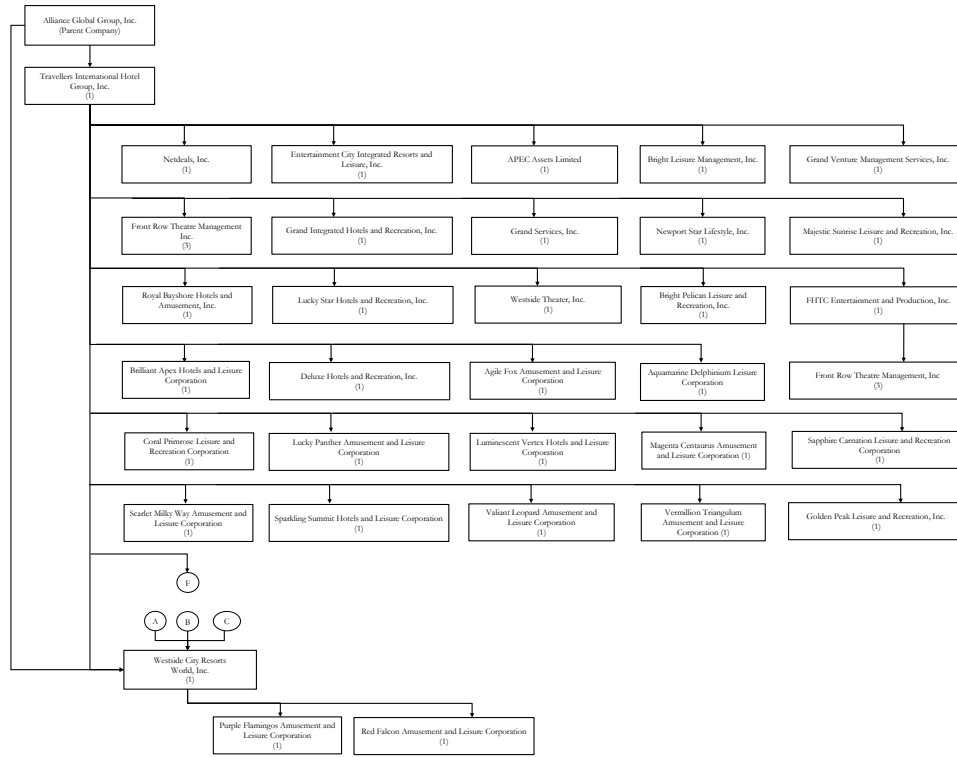 Alliance Global Group, Inc.
(Parent Company)
Travellers International Hotel
Group, Inc.
(1)
Netdeals, Inc.
(1)
Entertainment City Integrated Resorts and
Leisure, Inc.
(1)
APEC Assets Limited
(1)
Bright Leisure Management, Inc.
(1)
Grand Venture Management Services, Inc.
(1)
Front Row Theatre Management
Inc.
(3)
Grand Integrated Hotels and Recreation, Inc.
(1)
Grand Services, Inc.
(1)
Newport Star Lifestyle, Inc.
(1)
Majestic Sunrise Leisure and Recreation, Inc.
(1)
Royal Bayshore Hotels and
Amusement, Inc.
(1)
Lucky Star Hotels and Recreation, Inc.
(1)
Westside Theater, Inc.
(1)
Bright Pelican Leisure and
Recreation, Inc.
(1)
FHTC Entertainment and Production, Inc.
(1)
Brilliant Apex Hotels and Leisure
Corporation
(1)
Deluxe Hotels and Recreation, Inc.
(1)
Agile Fox Amusement and Leisure
Corporation
(1)
Aquamarine Delphinium Leisure
Corporation
(1)
Front Row Theatre Management, Inc
(3)
Coral Primrose Leisure and
Recreation Corporation
(1)
Lucky Panther Amusement and Leisure
Corporation
(1)
Luminescent Vertex Hotels and Leisure
Corporation
(1)
Magenta Centaurus Amusement
and Leisure Corporation (1)
Sapphire Carnation Leisure and Recreation
Corporation
(1)
Scarlet Milky Way Amusement and
Leisure Corporation
(1)
Sparkling Summit Hotels and Leisure Corporation
(1)
Valiant Leopard Amusement and
Leisure Corporation
(1)
Vermillion Triangulum
Amusement and Leisure
Corporation (1)
Golden Peak Leisure and Recreation, Inc.
(1)
F
A
B
C
Westside City Resorts
World, Inc.
(1)
Purple Flamingos Amusement and
Leisure Corporation
(1)
Red Falcon Amusement and Leisure Corporation
(1)